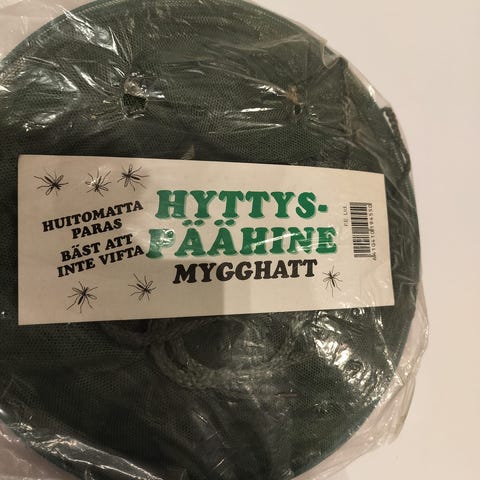 HUITOMATTA
PARAS
BÄST ATT
INTE VIFTA
HYTTYS-
PÄÄHINE
MYGGHATT